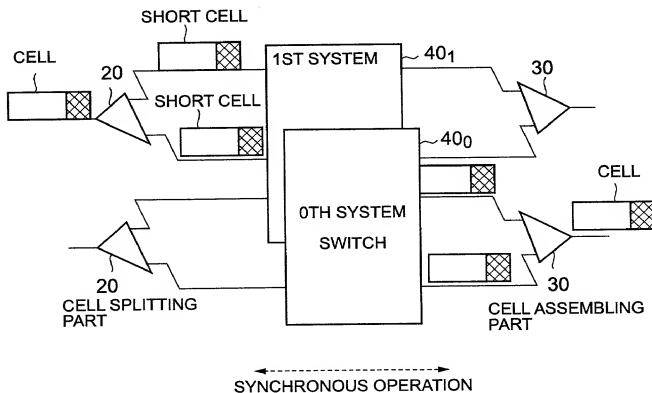 SHORT CELL
CELL
20
1ST SYSTEM
40₁
30
SHORT CELL
40₀
0TH SYSTEM
SWITCH
CELL
20
30
CELL SPLITTING
PART
CELL ASSEMBLING
PART
SYNCHRONOUS OPERATION